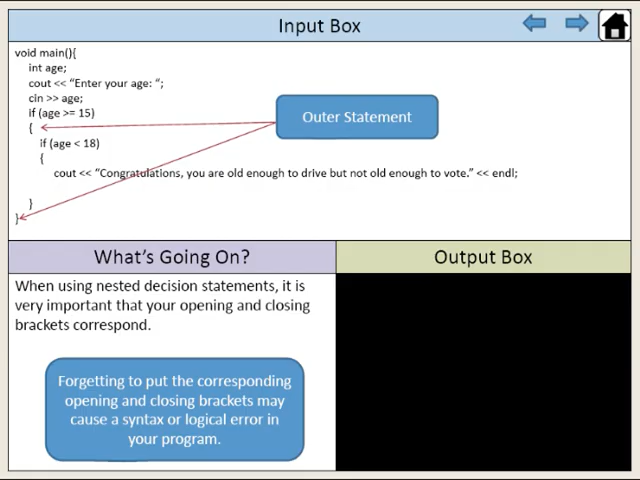 Input Box
void main(){
int age;
cout << “Enter your age: “;
cin >> age;
if (age >= 15)
{
Outer Statement
if (age < 18)
{
cout << “Congratulations, you are old enough to drive but not old enough to vote.” << endl;
}
}
What’s Going On?
When using nested decision statements, it is
very important that your opening and closing
brackets correspond.
Forgetting to put the corresponding
opening and closing brackets may
cause a syntax or logical error in
your program.
Output Box